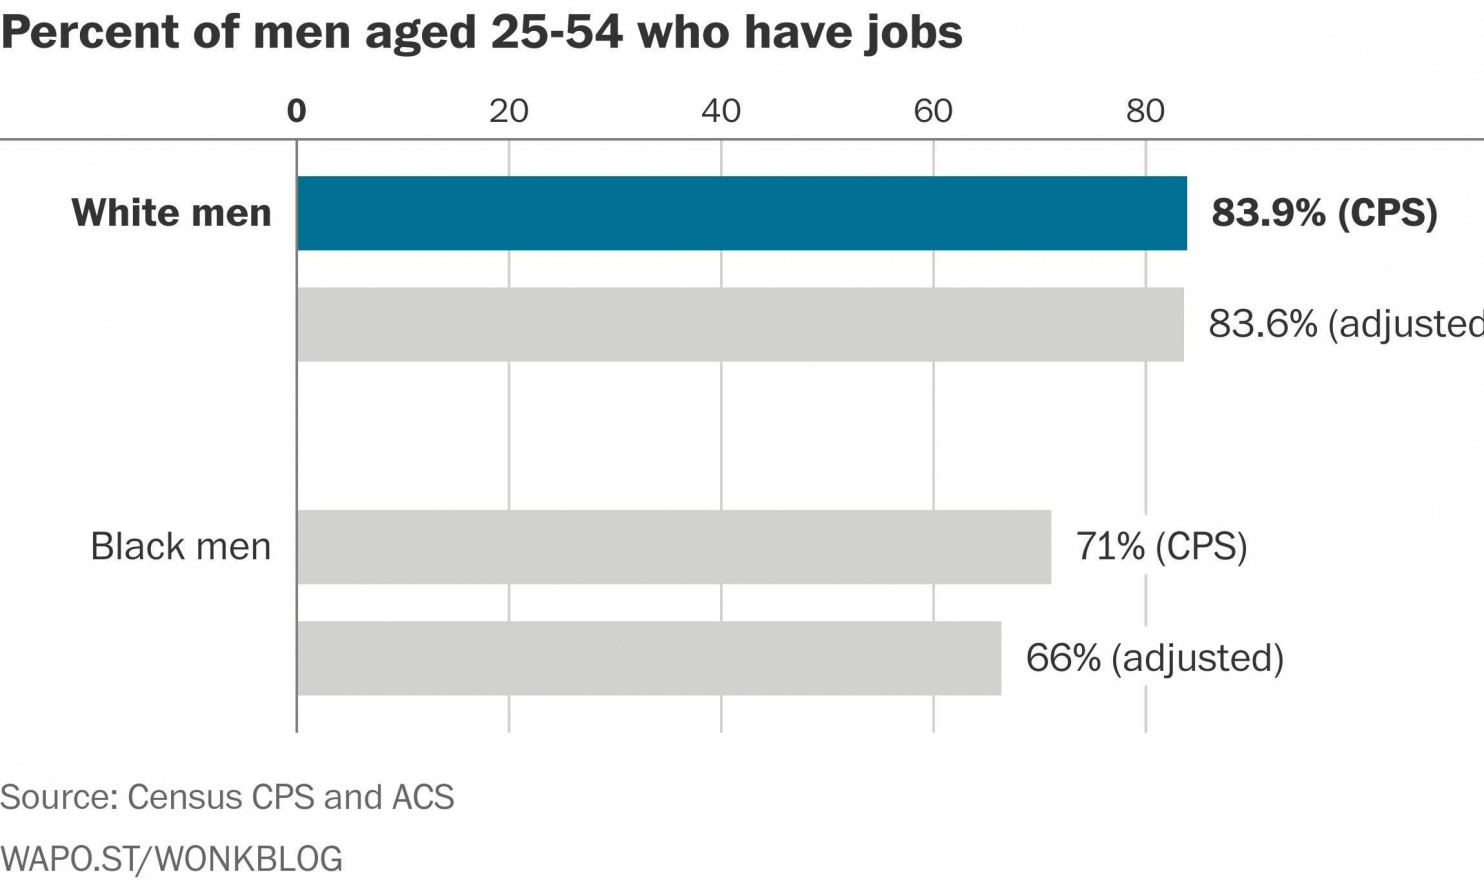 Percent of men aged 25-54 who have jobs
0 20 40 60 80
White men 83.9% (CPS)
83.6% (adjusted
Black men 71% (CPS)
66% (adjusted)
Source: Census CPS and ACS
WAPO.ST/WONKBLOG